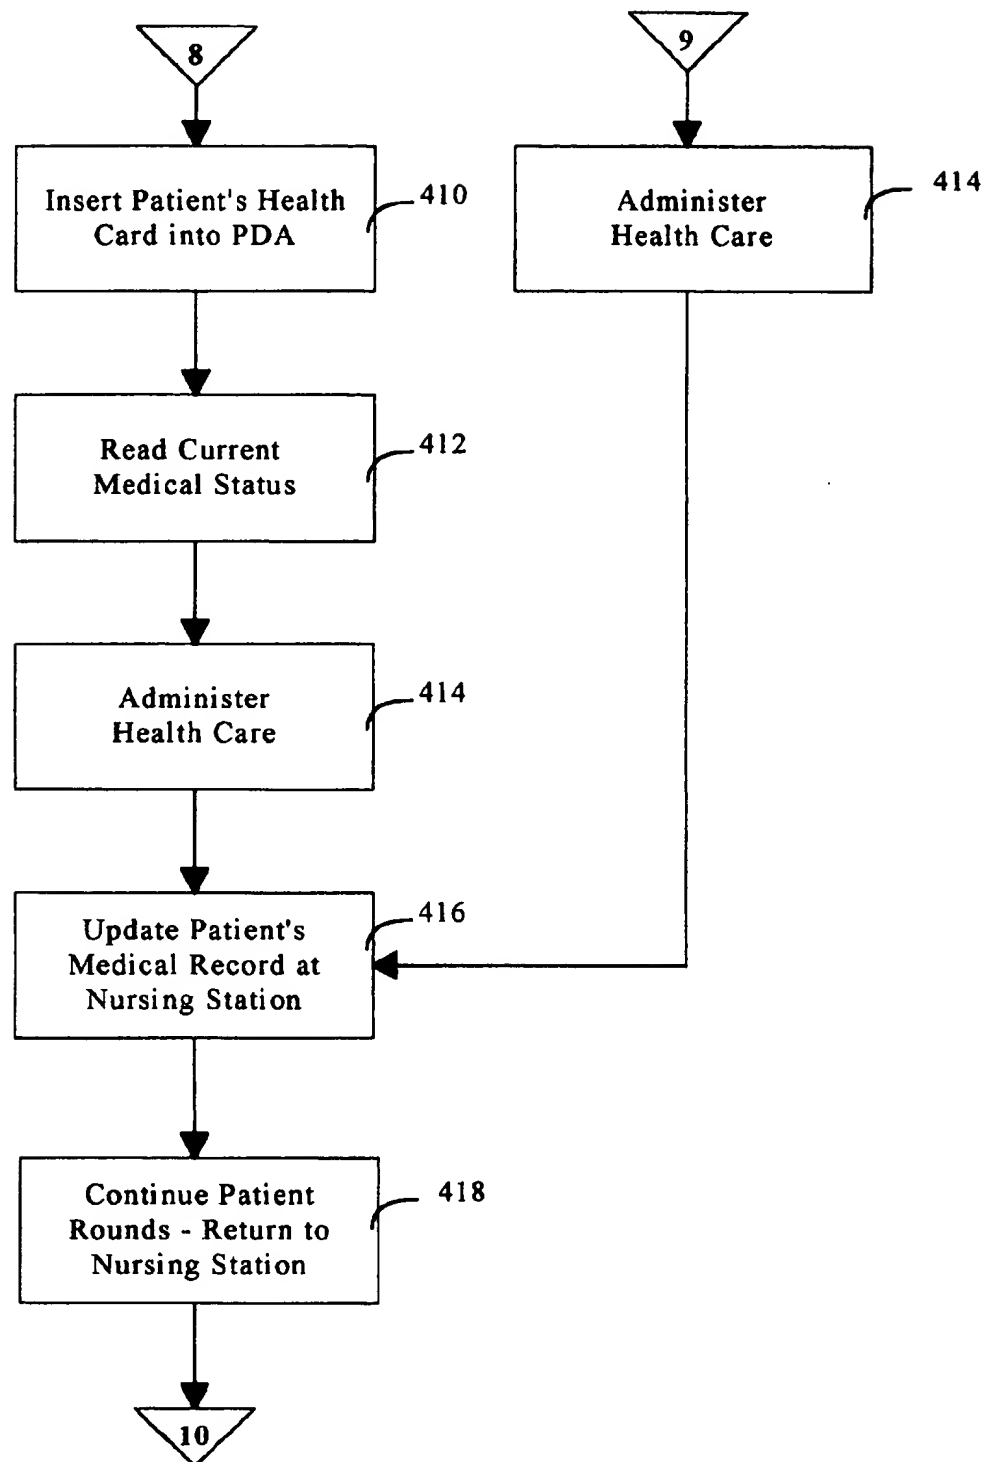 8
9
Insert Patient's Health
Card into PDA
410
Administer
Health Care
414
Read Current
Medical Status
412
Administer
Health Care
414
Update Patient's
Medical Record at
Nursing Station
416
Continue Patient
Rounds - Return to
Nursing Station
418
10